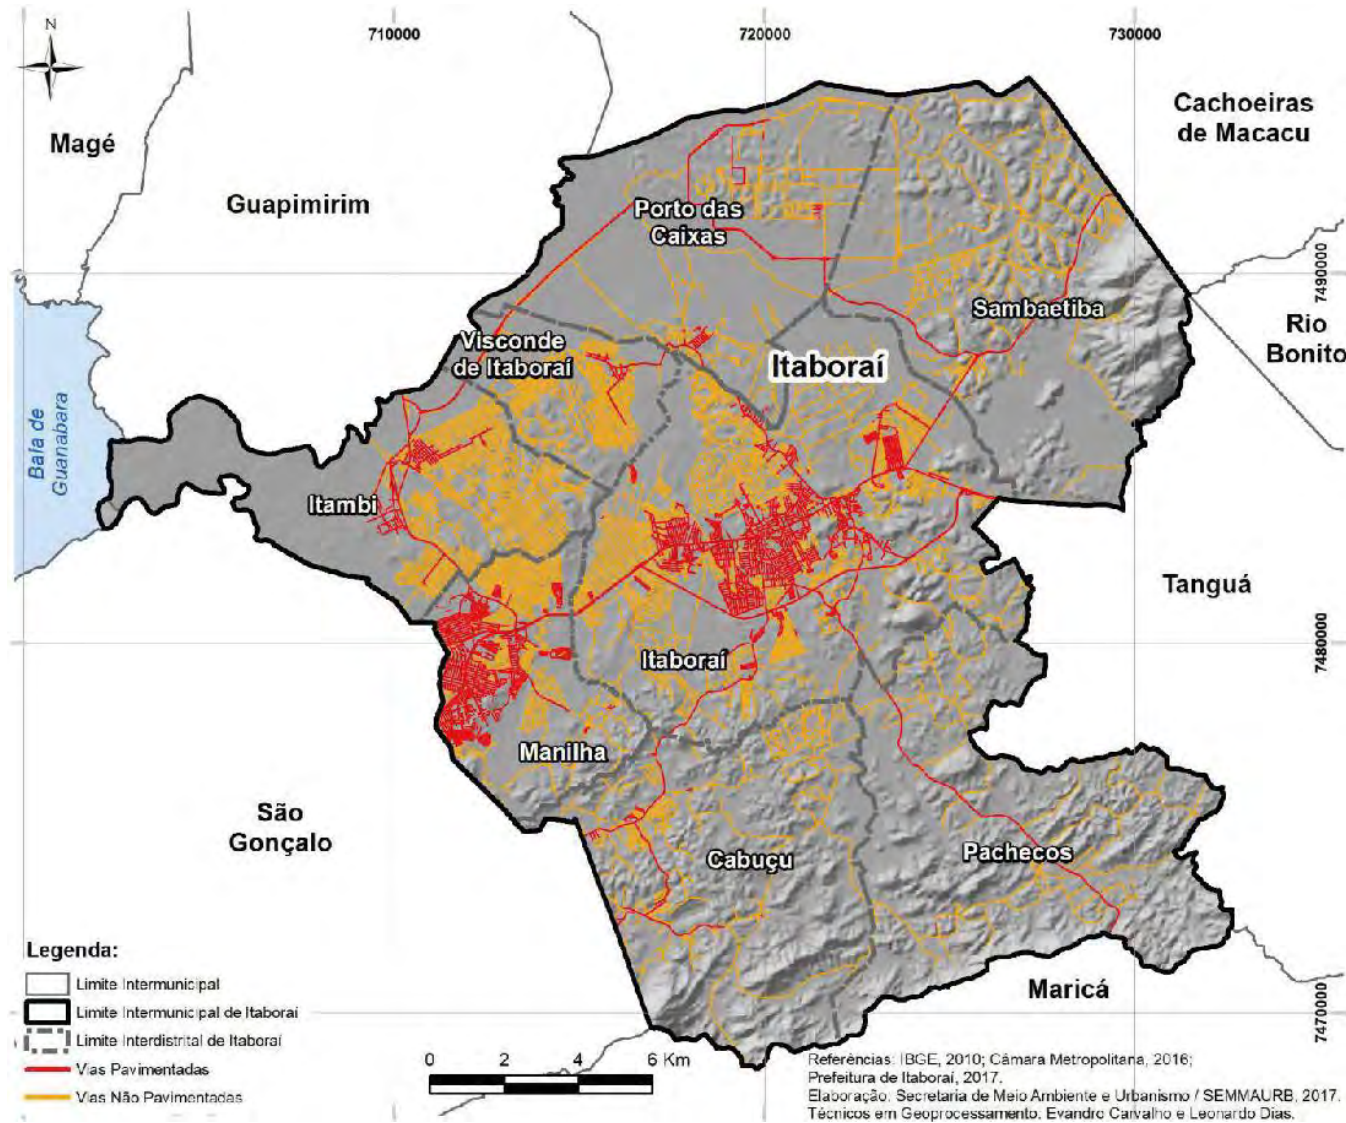 N
710000
720000
730000
Magé
Guapimirim
Cachoeiras
de Macacu
Porto das
Caixas
7490000
Sambaetiba
Rio
Bonito
Visconde
de Itaboraí
Itaboraí
Baía de
Guanabara
Itambi
Tanguá
7480000
Itaboraí
Manilha
São
Gonçalo
Cabuçu
Pachecos
Maricá
7470000
Legenda:
Limite Intermunicipal
Limite Intermunicipal de Itaboraí
Limite Interdistrital de Itaboraí
Vias Pavimentadas
Vias Não Pavimentadas
0 2 4 6 Km
Referências: IBGE, 2010; Câmara Metropolitana, 2016;
Prefeitura de Itaboraí, 2017.
Elaboração: Secretaria de Meio Ambiente e Urbanismo / SEMMAURB, 2017.
Técnicos em Geoprocessamento: Evandro Carvalho e Leonardo Dias.